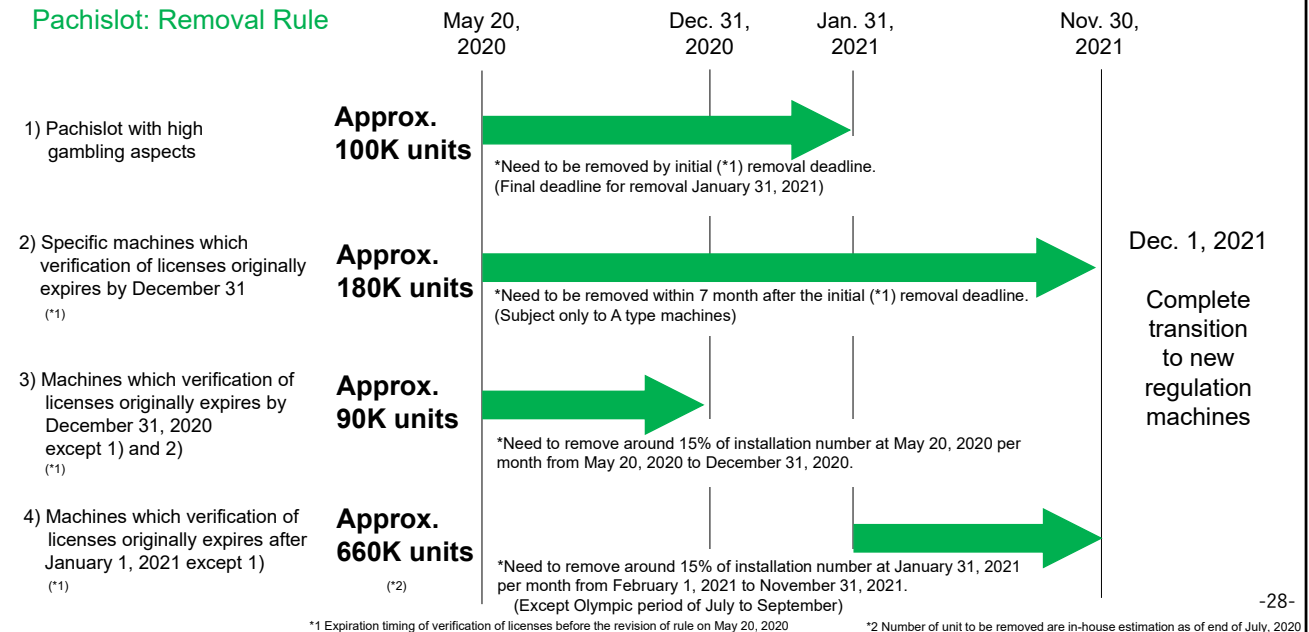 Pachislot: Removal Rule
May 20,
2020
Dec. 31,
2020
Jan. 31,
2021
Nov. 30,
2021
1) Pachislot with high
gambling aspects
Approx.
100K units
*Need to be removed by initial (*1) removal deadline.
(Final deadline for removal January 31, 2021)
2) Specific machines which
verification of licenses originally
expires by December 31
(*1)
Approx.
180K units
*Need to be removed within 7 month after the initial (*1) removal deadline.
(Subject only to A type machines)
Dec. 1, 2021
Complete
transition
to new
regulation
machines
3) Machines which verification of
licenses originally expires by
December 31, 2020
except 1) and 2)
(*1)
Approx.
90K units
*Need to remove around 15% of installation number at May 20, 2020 per
month from May 20, 2020 to December 31, 2020.
4) Machines which verification of
licenses originally expires after
January 1, 2021 except 1)
(*1)
Approx.
660K units
(*2)
*Need to remove around 15% of installation number at January 31, 2021
per month from February 1, 2021 to November 31, 2021.
(Except Olympic period of July to September)
-28-
*1 Expiration timing of verification of licenses before the revision of rule on May 20, 2020
*2 Number of unit to be removed are in-house estimation as of end of July, 2020